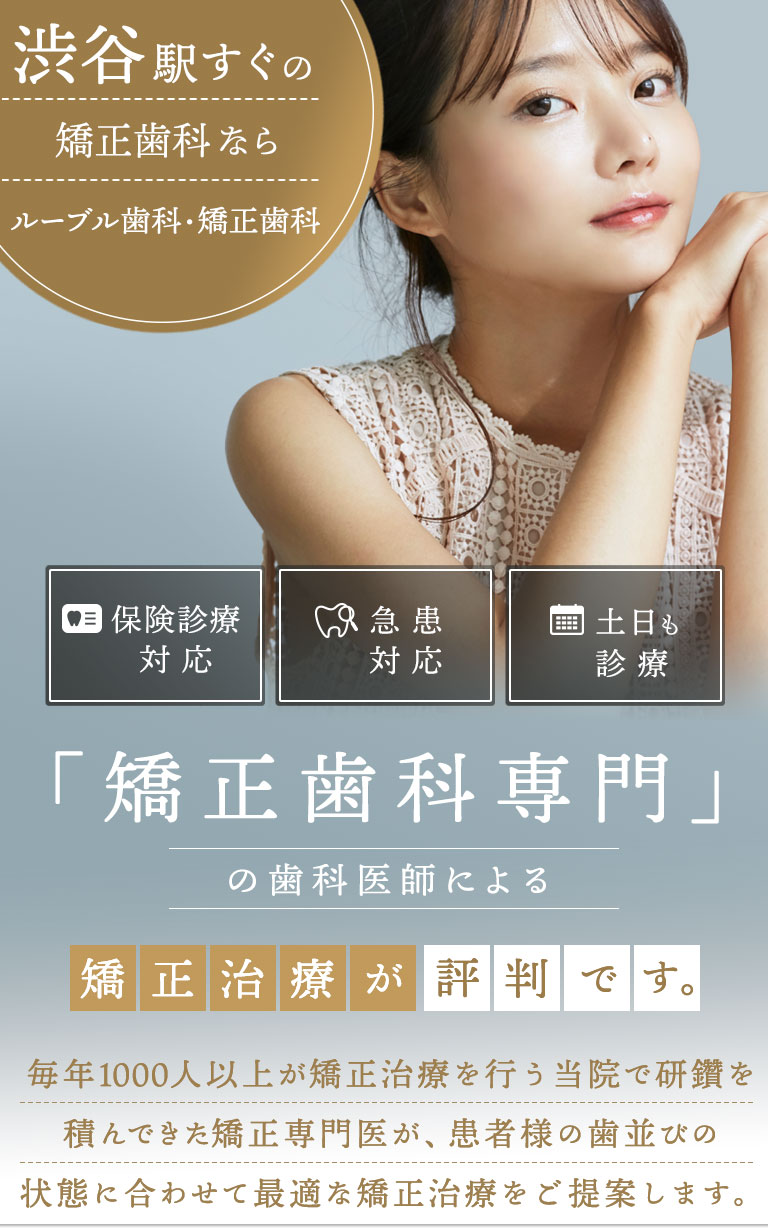 渋谷駅すぐの
矯正歯科なら
ルーブル歯科・矯正歯科
保険診療
対応
急患
対応
土日も
診療
「矯正歯科専門」
の歯科医師による
矯正治療が評判です。
毎年1000人以上が矯正治療を行う当院で研鑽を
積んできた矯正専門医が、患者様の歯並びの
状態に合わせて最適な矯正治療をご提案します。